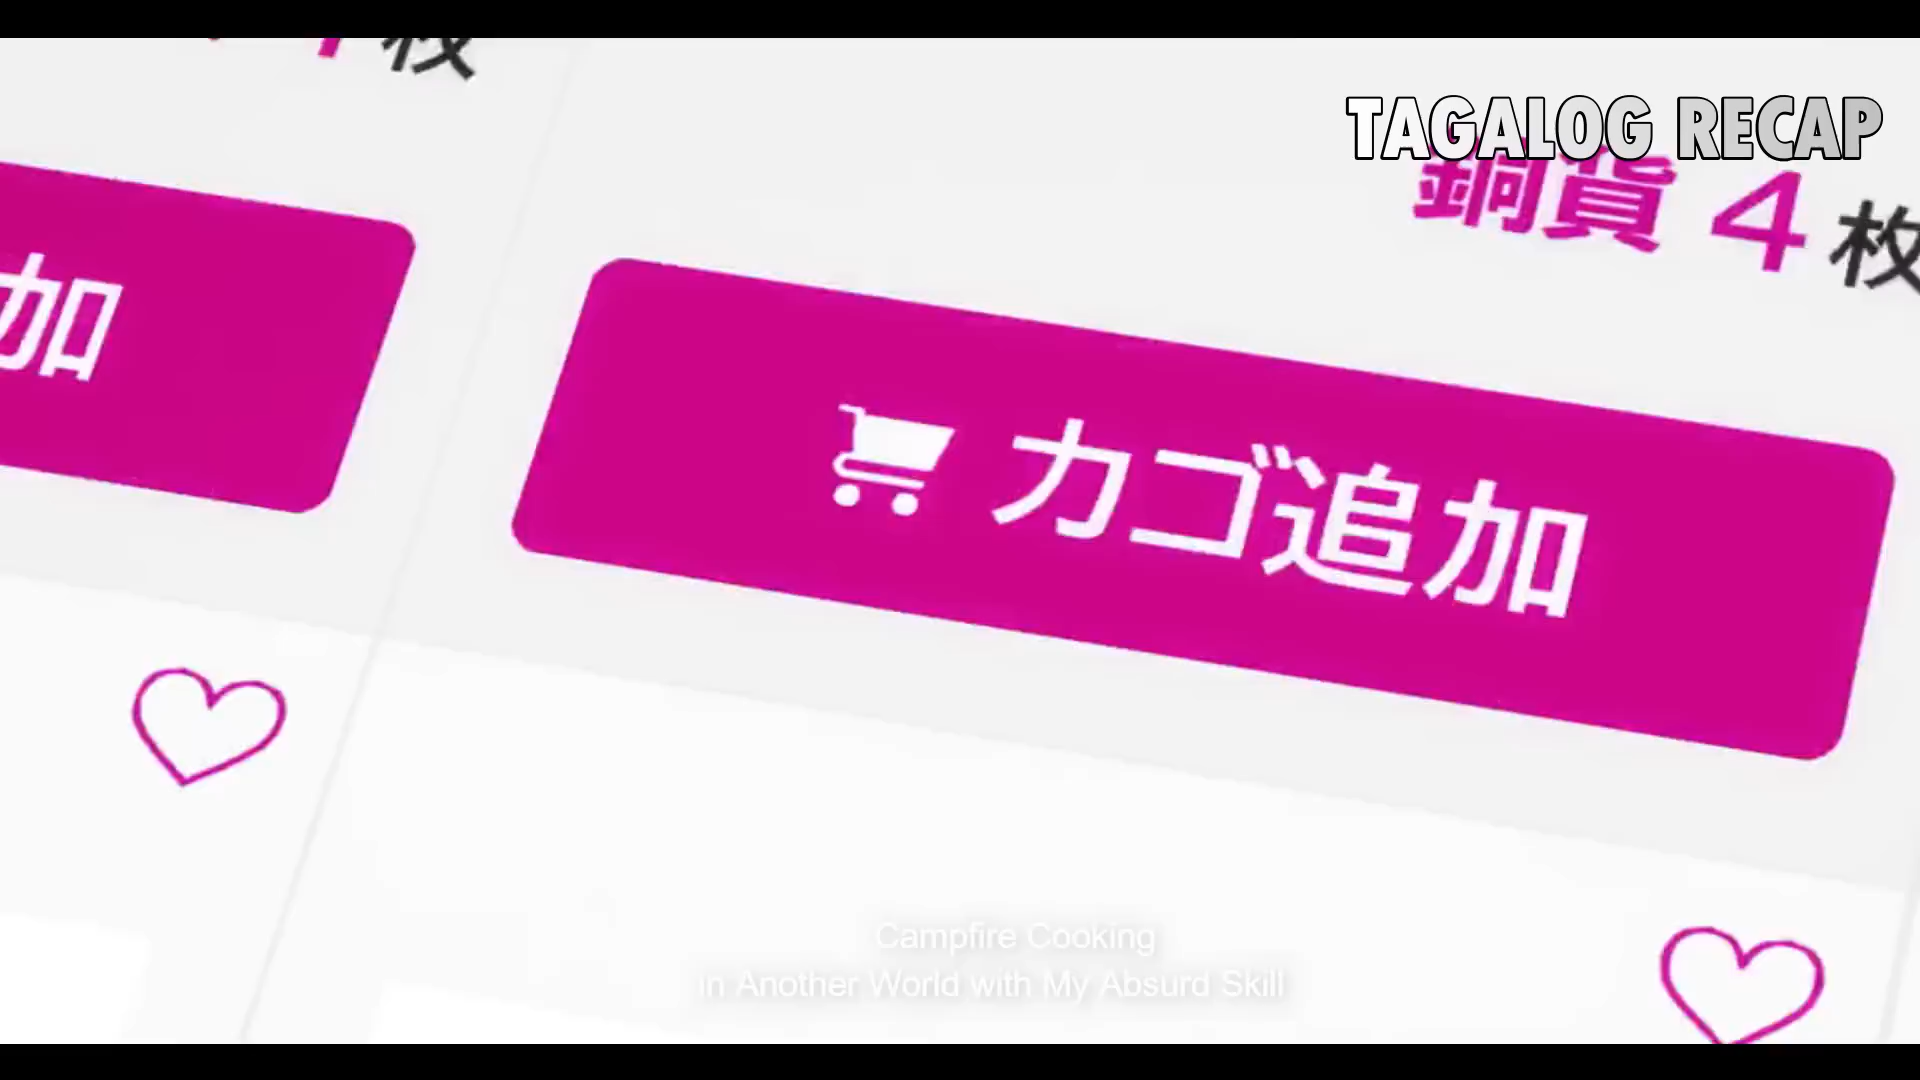 枚
TAGALOG RECAP
銅貨 4 枚
加
カゴ追加
Campfire Cooking
in Another World with My Absurd Skill